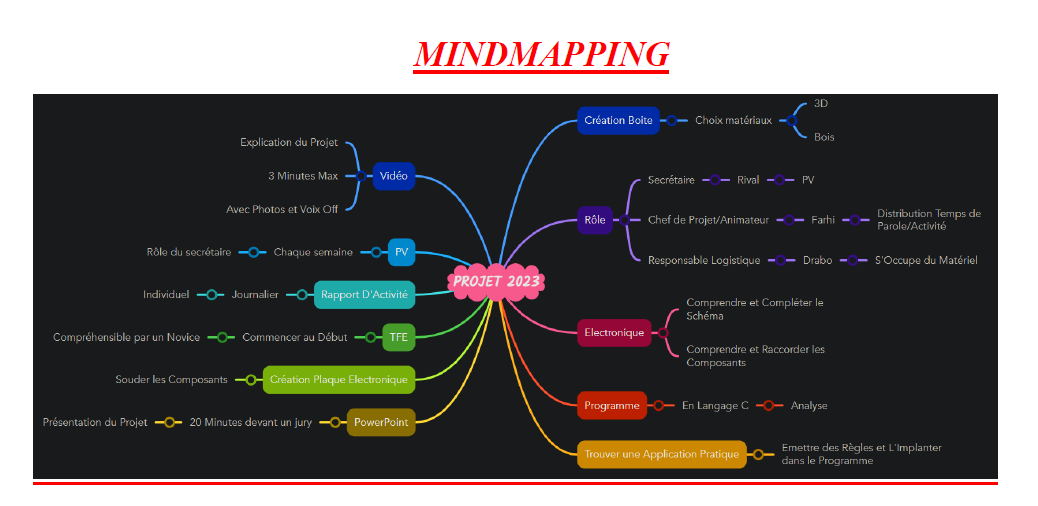 MINDMAPPING
PROJET 2023
Vidéo
Explication du Projet
3 Minutes Max
Avec Photos et Voix Off
PV
Chaque semaine
Rôle du secrétaire
Rapport D'Activité
Journalier
Individuel
TFE
Commencer au Début
Compréhensible par un Novice
Création Plaque Electronique
Souder les Composants
PowerPoint
20 Minutes devant un jury
Présentation du Projet
Création Boite
Choix matériaux
3D
Bois
Rôle
Secrétaire
Rival
PV
Chef de Projet/Animateur
Farhi
Distribution Temps de
Parole/Activité
Responsable Logistique
Drabo
S'Occupe du Matériel
Electronique
Comprendre et Compléter le
Schéma
Comprendre et Raccorder les
Composants
Programme
En Langage C
Analyse
Trouver une Application Pratique
Emettre des Règles et L'Implanter
dans le Programme